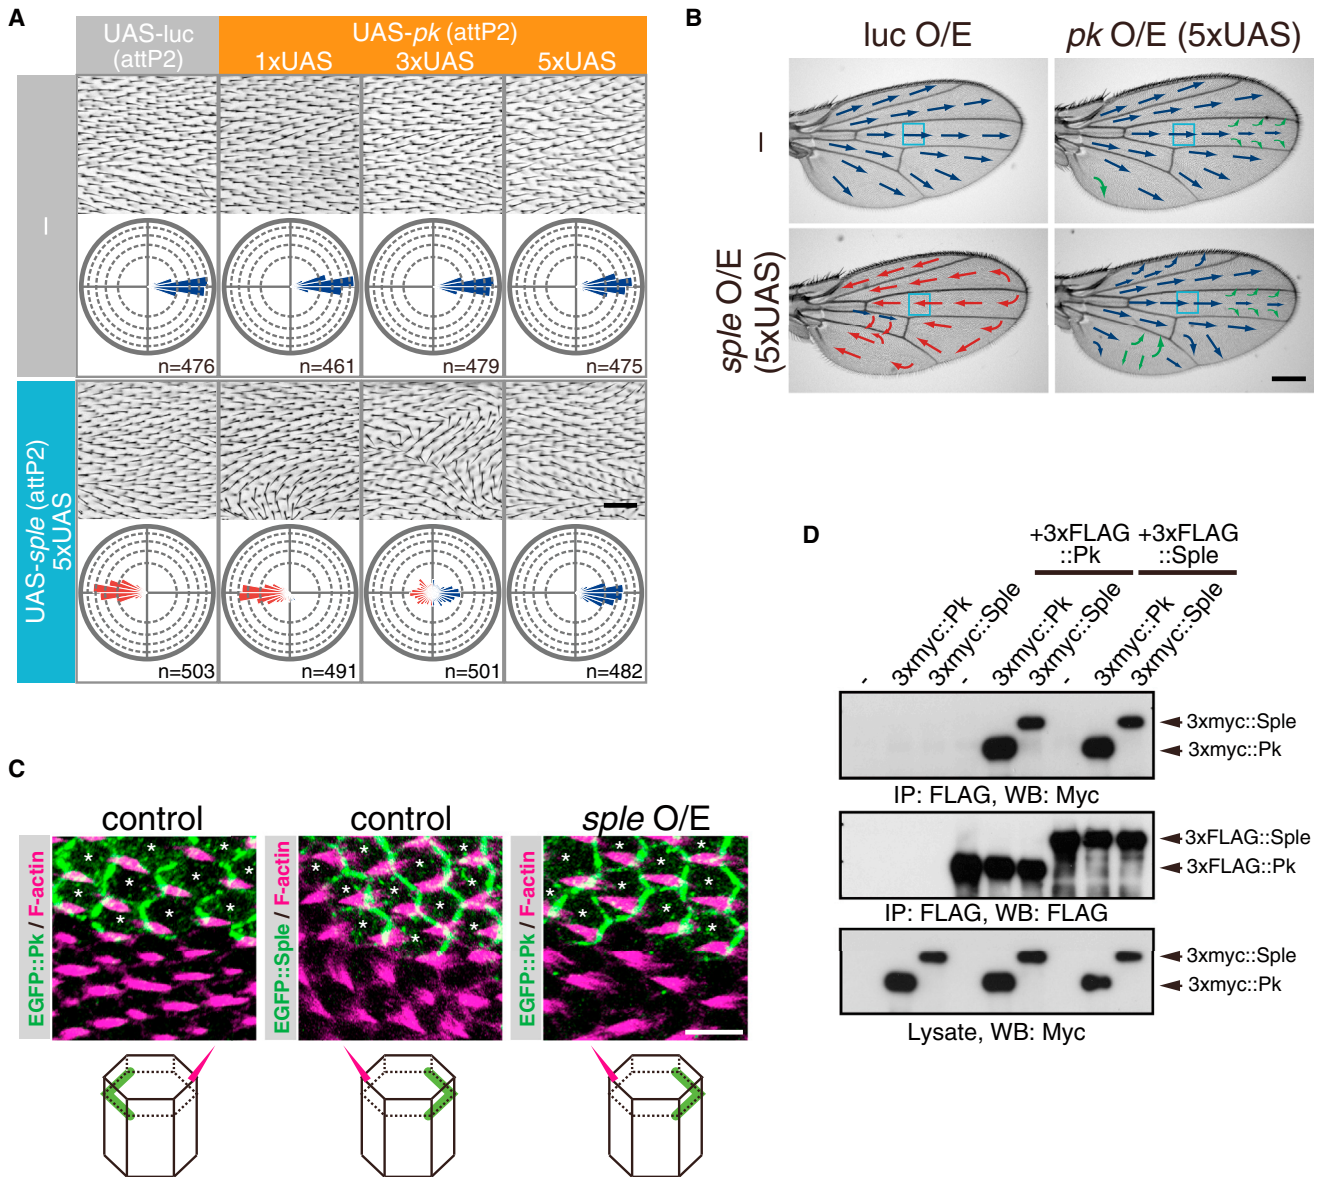 A
UAS-luc
(attP2)
UAS-pk (attP2)
1xUAS
3xUAS
5xUAS
–
n=476
n=461
n=479
n=475
UAS-sple (attP2)
5xUAS
n=503
n=491
n=501
n=482
B
luc O/E
pk O/E (5xUAS)
–
sple O/E
(5xUAS)
C
control
control
sple O/E
EGFP::Pk / F-actin
EGFP::Sple / F-actin
EGFP::Pk / F-actin
* * * * * * * * *
* * * * * * * * * *
* * * * * * * * *
D
+3xFLAG
::Pk
+3xFLAG
::Sple
-
3xmyc::Pk
3xmyc::Sple
-
3xmyc::Pk
3xmyc::Sple
-
3xmyc::Pk
3xmyc::Sple
3xmyc::Sple
3xmyc::Pk
IP: FLAG, WB: Myc
3xFLAG::Sple
3xFLAG::Pk
IP: FLAG, WB: FLAG
3xmyc::Sple
3xmyc::Pk
Lysate, WB: Myc